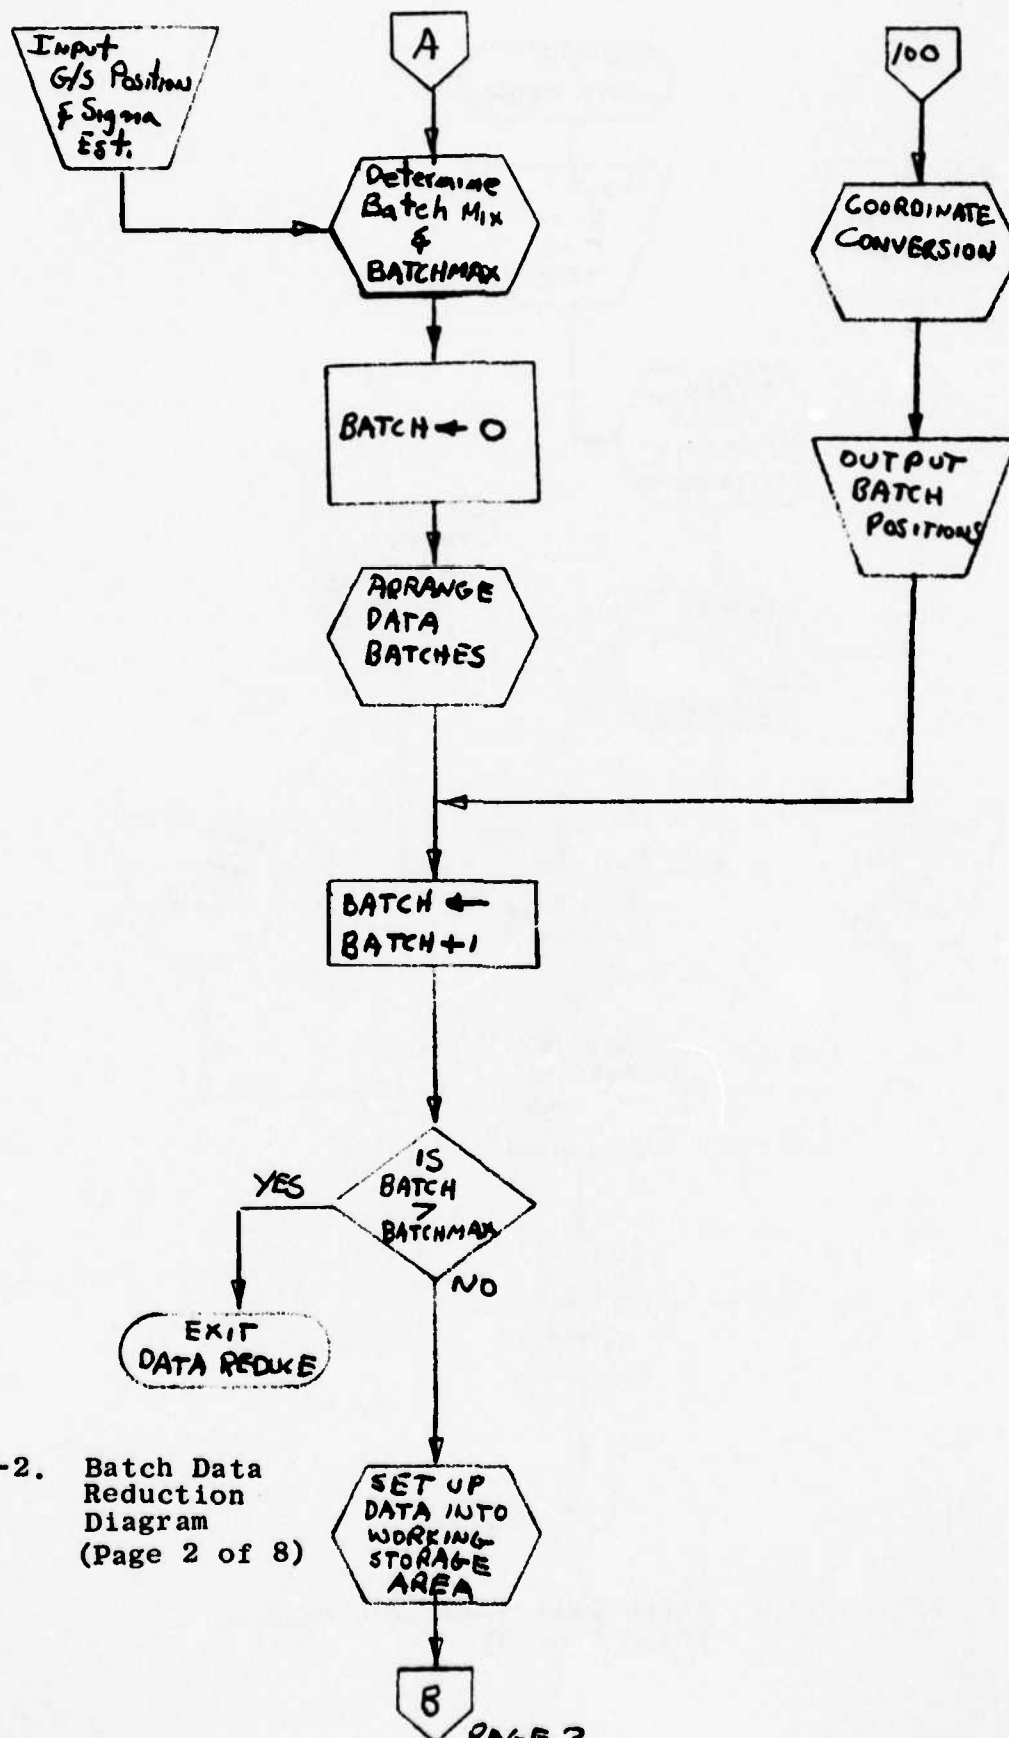 Input
G/S Position
& Sigma
Est.
A
100
Determine
Batch Mix
&
BATCHMAX
COORDINATE
CONVERSION
BATCH ← 0
OUTPUT
BATCH
POSITIONS
ARRANGE
DATA
BATCHES
BATCH ←
BATCH+1
IS
BATCH
>
BATCHMAX
YES
NO
EXIT
DATA REDUCE
-2. Batch Data
Reduction
Diagram
(Page 2 of 8)
SET UP
DATA INTO
WORKING
STORAGE
AREA
B
PAGE 3